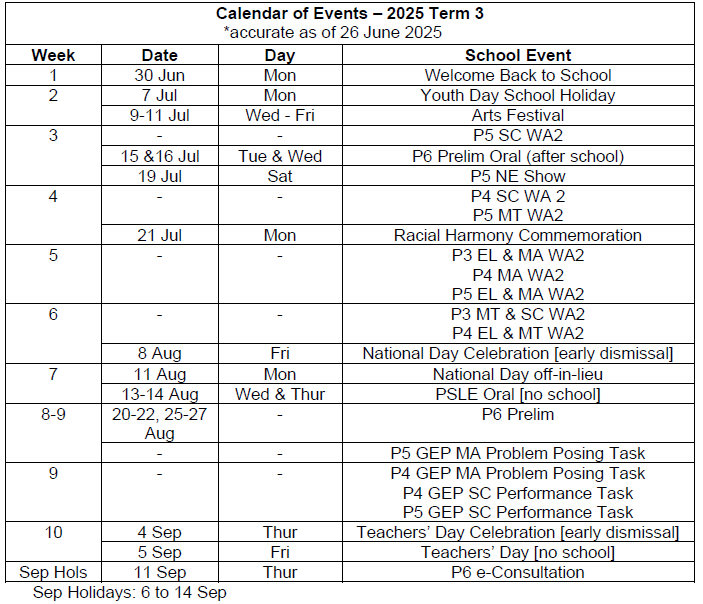 Calendar of Events – 2025 Term 3
*accurate as of 26 June 2025
Week Date Day School Event
1 30 Jun Mon Welcome Back to School
2 7 Jul Mon Youth Day School Holiday
9-11 Jul Wed - Fri Arts Festival
3 - - P5 SC WA2
15 &16 Jul Tue & Wed P6 Prelim Oral (after school)
19 Jul Sat P5 NE Show
4 - - P4 SC WA 2
P5 MT WA2
21 Jul Mon Racial Harmony Commemoration
5 - - P3 EL & MA WA2
P4 MA WA2
P5 EL & MA WA2
6 - - P3 MT & SC WA2
P4 EL & MT WA2
8 Aug Fri National Day Celebration [early dismissal]
7 11 Aug Mon National Day off-in-lieu
13-14 Aug Wed & Thur PSLE Oral [no school]
8-9 20-22, 25-27 - P6 Prelim
Aug
- - P5 GEP MA Problem Posing Task
9 - - P4 GEP MA Problem Posing Task
P4 GEP SC Performance Task
P5 GEP SC Performance Task
10 4 Sep Thur Teachers’ Day Celebration [early dismissal]
5 Sep Fri Teachers’ Day [no school]
Sep Hols 11 Sep Thur P6 e-Consultation
Sep Holidays: 6 to 14 Sep